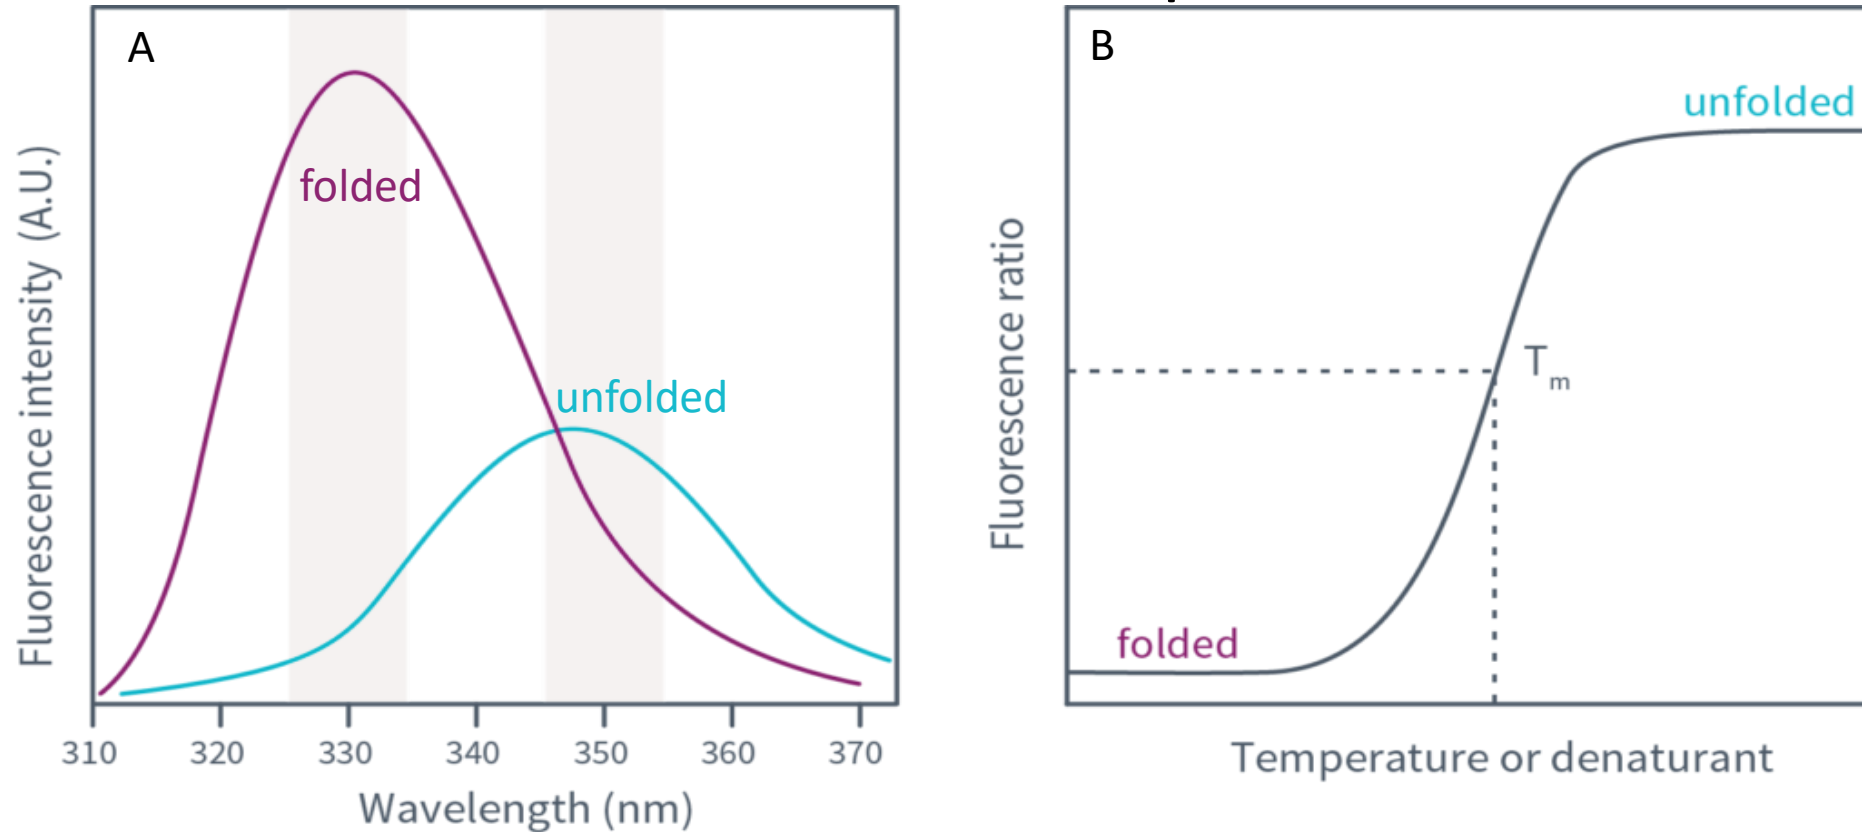 A
Fluorescence intensity (A.U.)
folded
unfolded
310 320 330 340 350 360 370
Wavelength (nm)
B
Fluorescence ratio
unfolded
Tm
folded
Temperature or denaturant